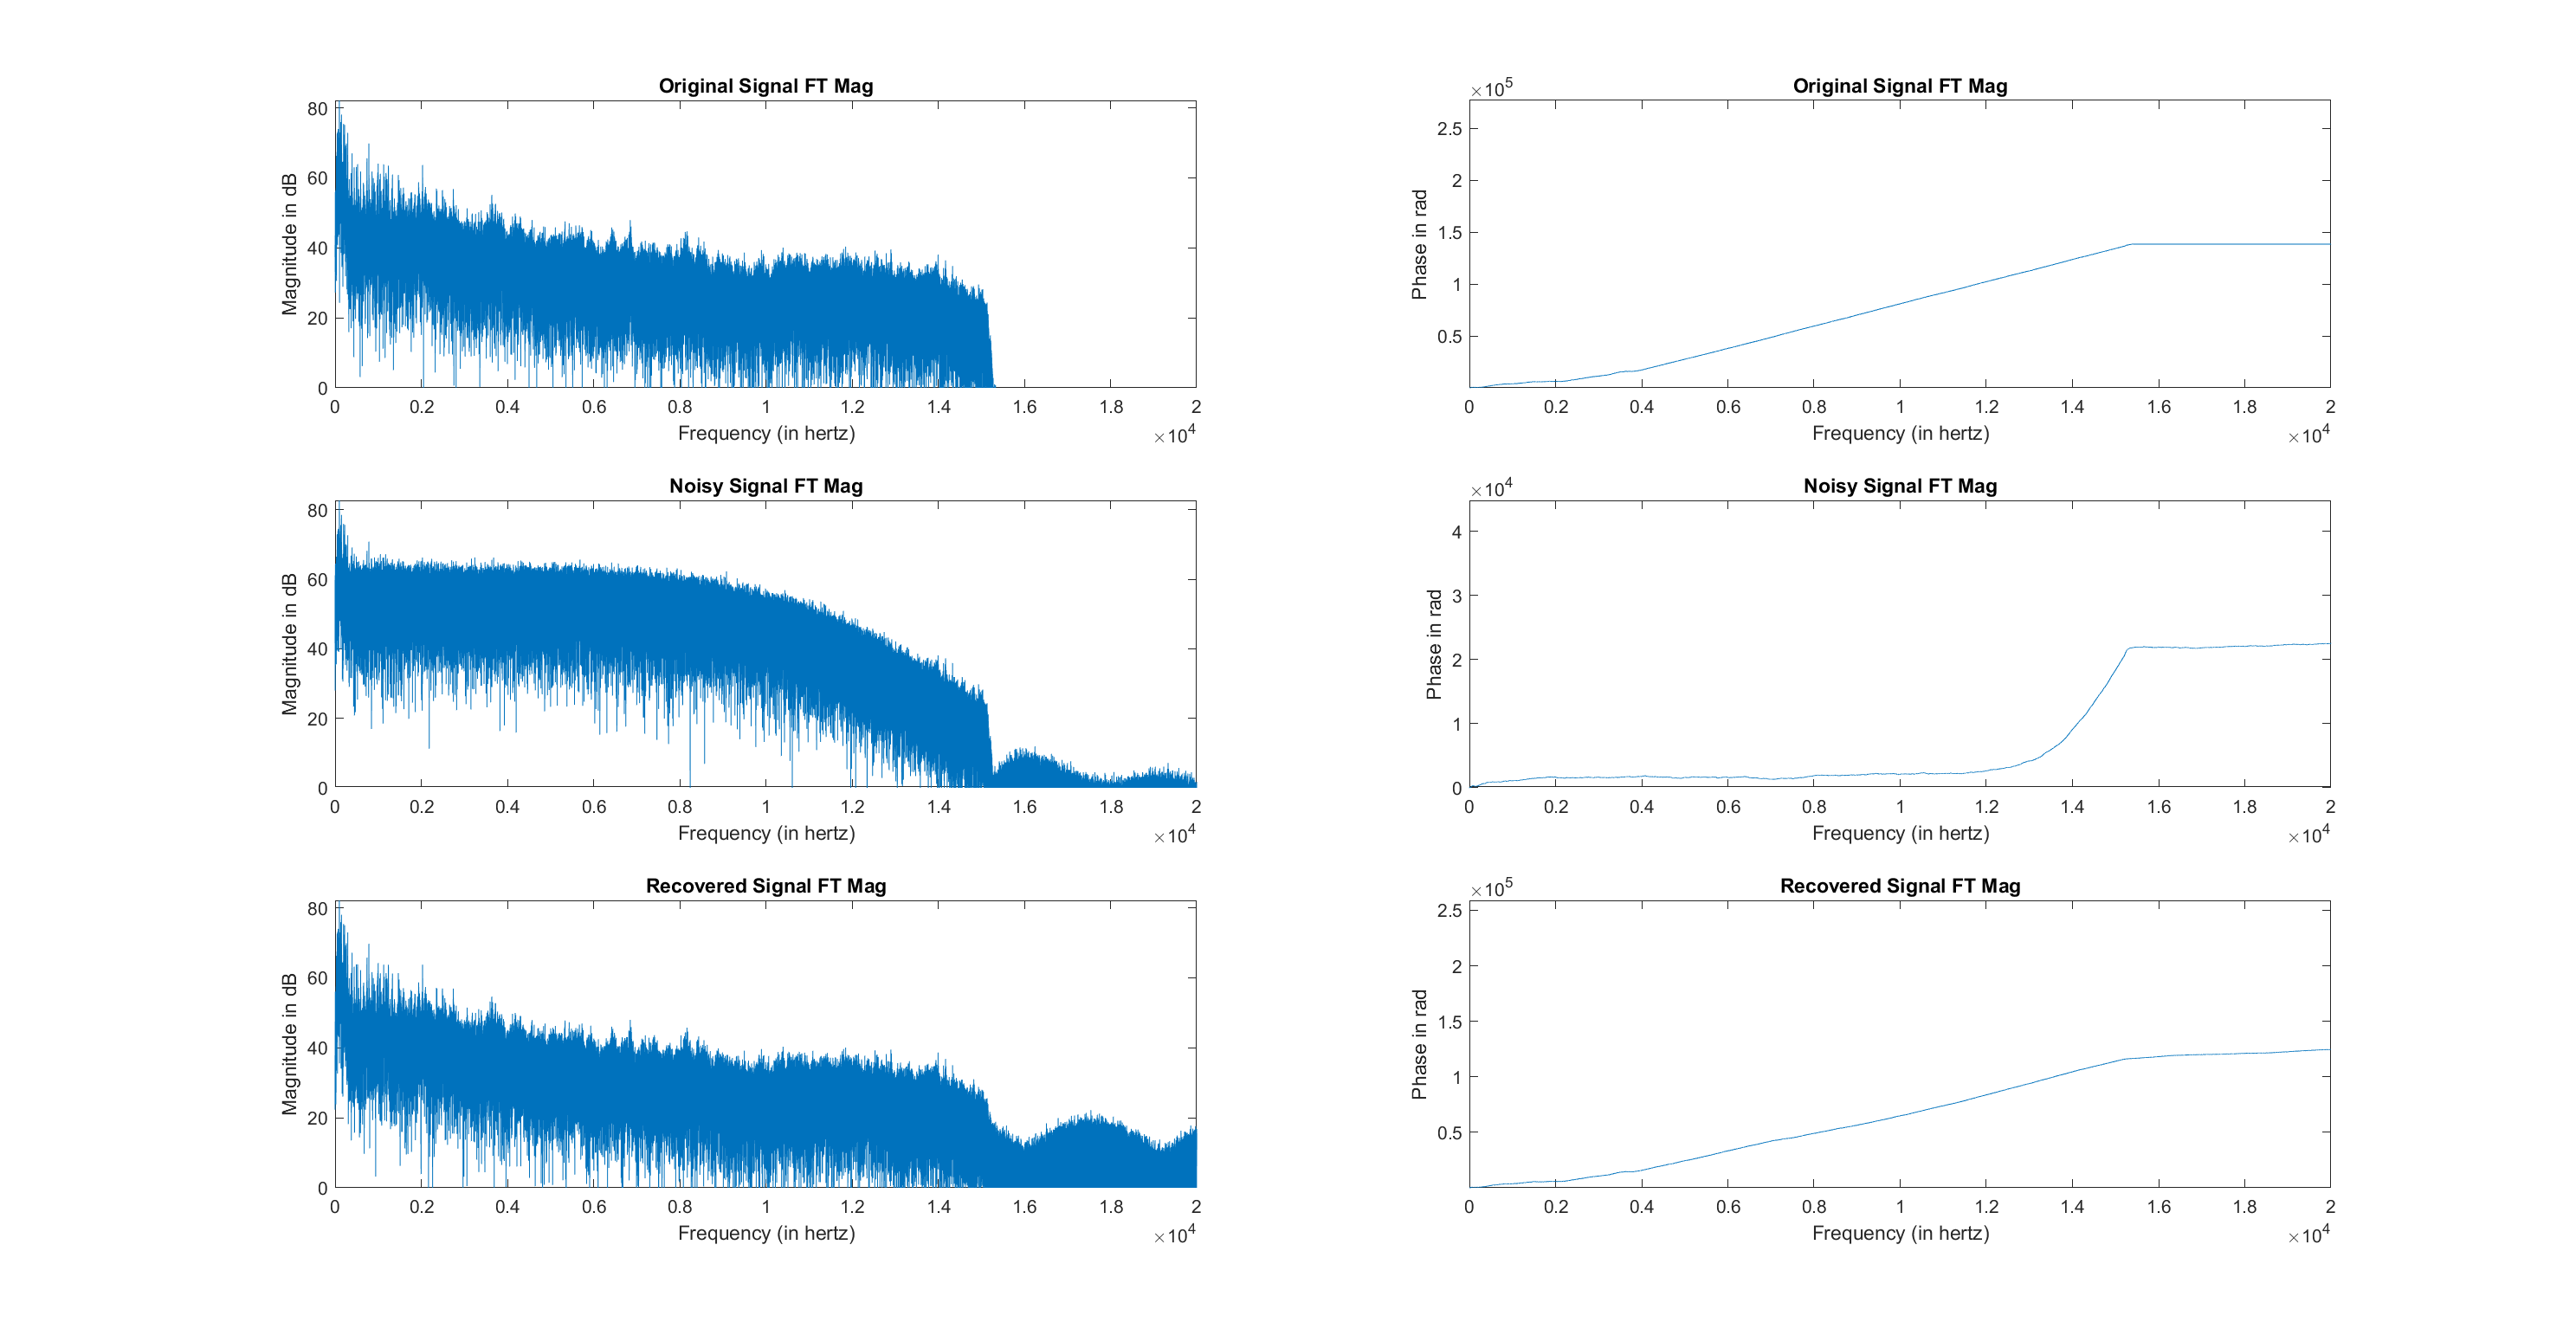 Original Signal FT Mag
80
60
40
20
0
Magnitude in dB
0 0.2 0.4 0.6 0.8 1 1.2 1.4 1.6 1.8 2
Frequency (in hertz)
×10^4
Original Signal FT Mag
×10^5
2.5
2
1.5
1
0.5
Phase in rad
0 0.2 0.4 0.6 0.8 1 1.2 1.4 1.6 1.8 2
Frequency (in hertz)
×10^4
Noisy Signal FT Mag
80
60
40
20
0
Magnitude in dB
0 0.2 0.4 0.6 0.8 1 1.2 1.4 1.6 1.8 2
Frequency (in hertz)
×10^4
Noisy Signal FT Mag
×10^4
4
3
2
1
0
Phase in rad
0 0.2 0.4 0.6 0.8 1 1.2 1.4 1.6 1.8 2
Frequency (in hertz)
×10^4
Recovered Signal FT Mag
80
60
40
20
0
Magnitude in dB
0 0.2 0.4 0.6 0.8 1 1.2 1.4 1.6 1.8 2
Frequency (in hertz)
×10^4
Recovered Signal FT Mag
×10^5
2.5
2
1.5
1
0.5
Phase in rad
0 0.2 0.4 0.6 0.8 1 1.2 1.4 1.6 1.8 2
Frequency (in hertz)
×10^4